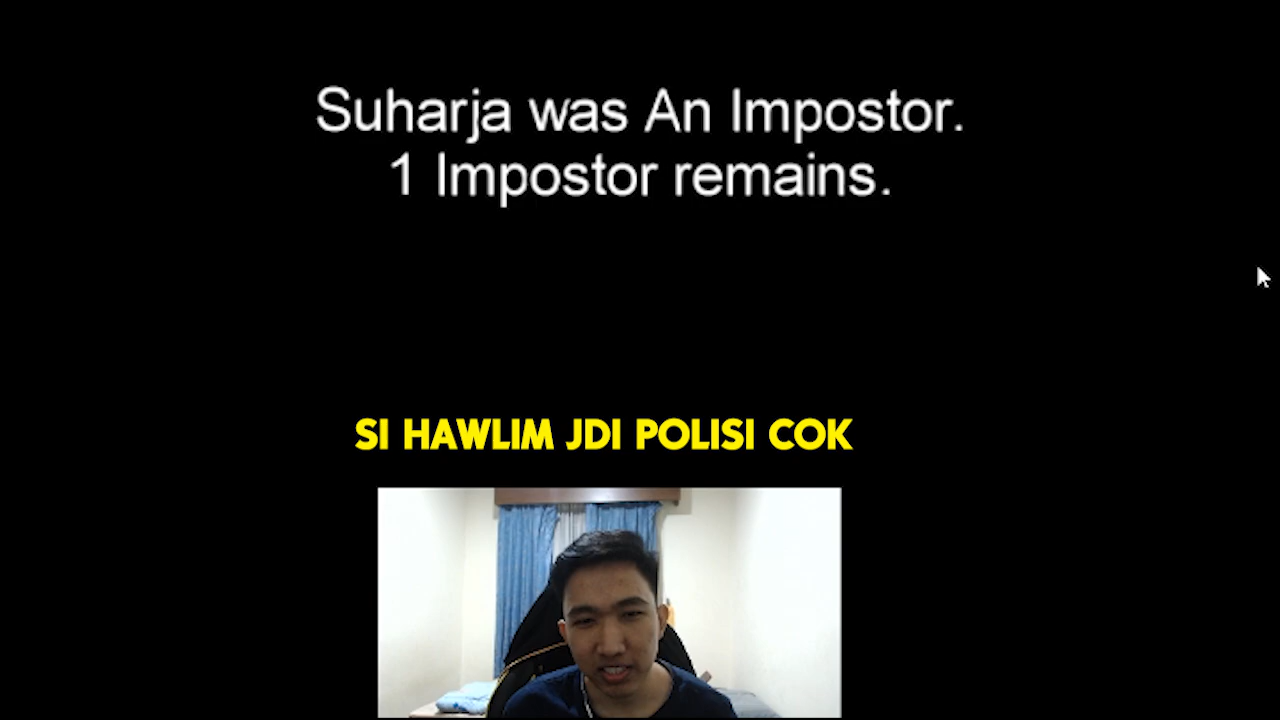 Suharja was An Impostor.
1 Impostor remains.
SI HAWLIM JDI POLISI COK